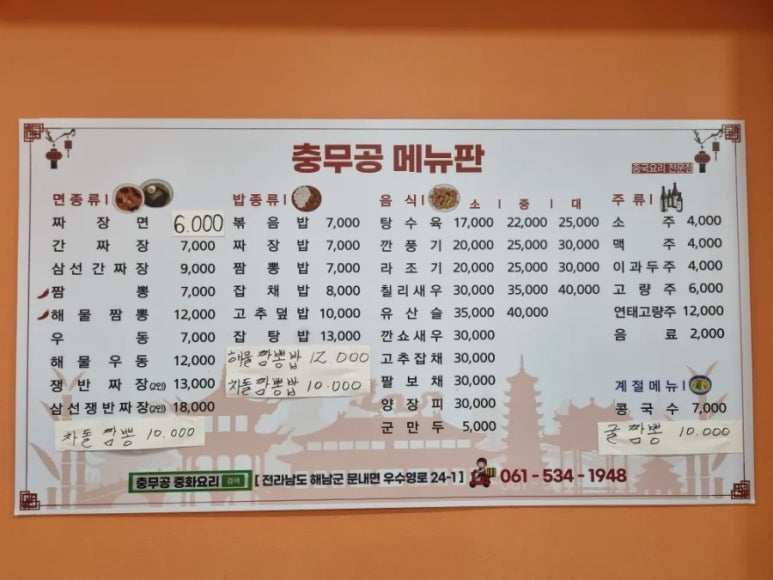 충무공 메뉴판
중국요리 전문점
면종류
짜장면 6.000
간짜장 7,000
삼선간짜장 9,000
짬뽕 7,000
해물짬뽕 12,000
우동 7,000
해물우동 12,000
쟁반짜장(2인) 13,000
삼선쟁반짜장(2인) 18,000
차돌짬뽕 10.000
밥종류
볶음밥 7,000
짜장밥 7,000
짬뽕밥 7,000
잡채밥 8,000
고추덮밥 10,000
잡탕밥 13,000
해물짬뽕밥 12.000
차돌짬뽕밥 10.000
음식 소 중 대
탕수육 17,000 22,000 25,000
깐풍기 20,000 25,000 30,000
라조기 20,000 25,000 30,000
칠리새우 30,000 35,000 40,000
유산슬 35,000 40,000
깐쇼새우 30,000
고추잡채 30,000
팔보채 30,000
양장피 30,000
군만두 5,000
주류
소주 4,000
맥주 4,000
이과두주 4,000
고량주 6,000
연태고량주 12,000
음료 2,000
계절메뉴
콩국수 7,000
굴짬뽕 10.000
충무공 중화요리 검색 [ 전라남도 해남군 문내면 우수영로 24-1 ] 061 - 534 - 1948